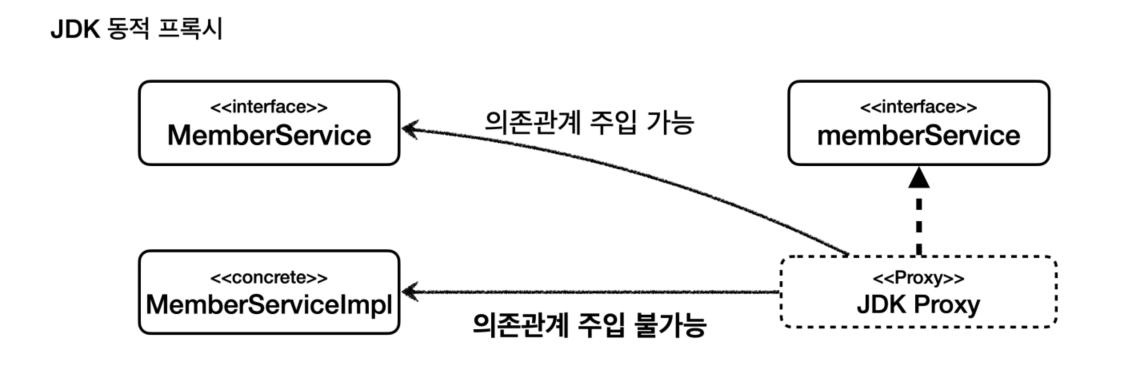 JDK 동적 프록시
<<interface>>
MemberService
의존관계 주입 가능
<<interface>>
memberService
<<concrete>>
MemberServiceImpl
의존관계 주입 불가능
<<Proxy>>
JDK Proxy